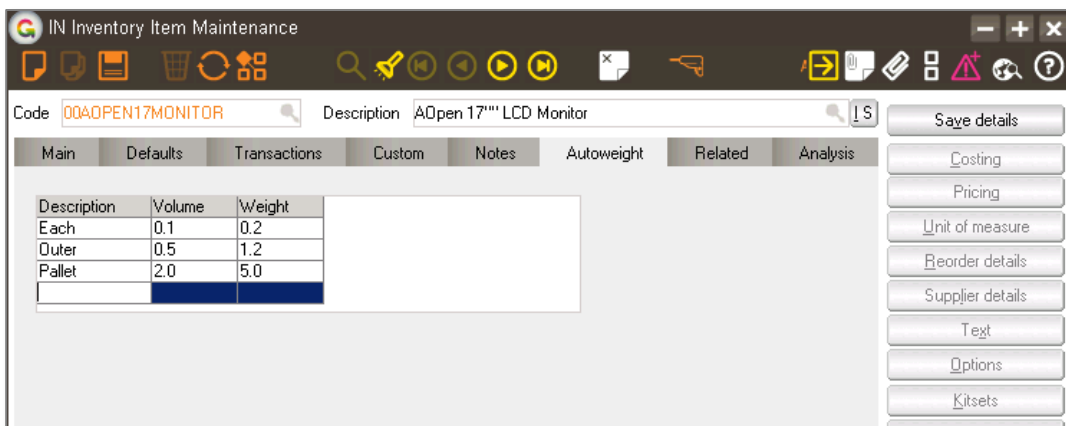 IN Inventory Item Maintenance
Code 00AOPEN17MONITOR Description AOpen 17"" LCD Monitor I S
Save details
Main Defaults Transactions Custom Notes Autoweight Related Analysis
Costing
Pricing
Description Volume Weight
Each 0.1 0.2
Unit of measure
Outer 0.5 1.2
Pallet 2.0 5.0
Reorder details
Supplier details
Text
Options
Kitsets